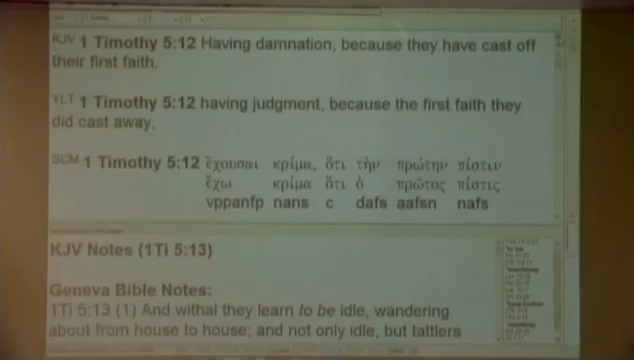 KJV 1 Timothy 5:12 Having damnation, because they have cast off
their first faith.
YLT 1 Timothy 5:12 having judgment, because the first faith they
did cast away,
SCM 1 Timothy 5:12 ἔχουσαι κρίμα, ὅτι τὴν πρώτην πίστιν
ἔχω κρίμα ὅτι ὁ πρῶτος πίστις
vppanfp nans c dafs aafsn nafs
KJV Notes (1Ti 5:13)
Geneva Bible Notes:
1Ti 5:13 (1) And withal they learn to be idle, wandering
about from house to house; and not only idle, but tattlers